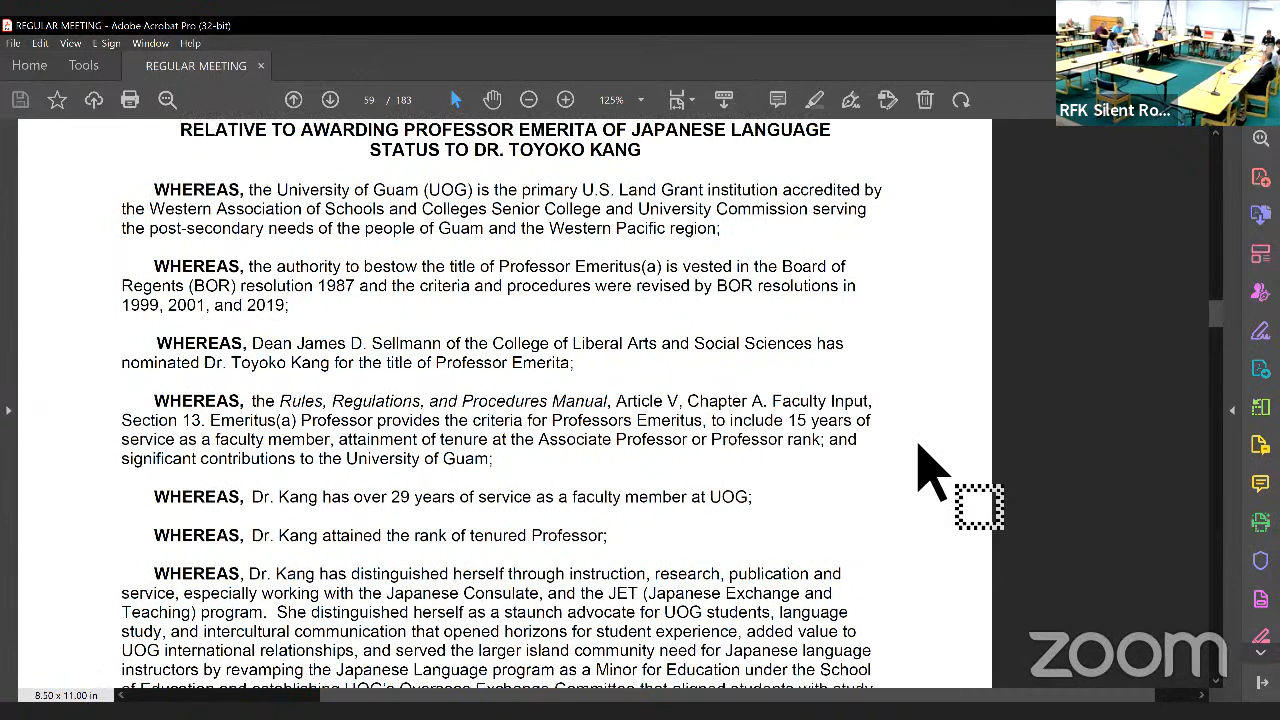 REGULAR MEETING - Adobe Acrobat Pro (32-bit)
File Edit View E-Sign Window Help
Home Tools REGULAR MEETING ×
59 / 183 125%
RFK Silent Ro...
RELATIVE TO AWARDING PROFESSOR EMERITA OF JAPANESE LANGUAGE
STATUS TO DR. TOYOKO KANG
WHEREAS, the University of Guam (UOG) is the primary U.S. Land Grant institution accredited by
the Western Association of Schools and Colleges Senior College and University Commission serving
the post-secondary needs of the people of Guam and the Western Pacific region;
WHEREAS, the authority to bestow the title of Professor Emeritus(a) is vested in the Board of
Regents (BOR) resolution 1987 and the criteria and procedures were revised by BOR resolutions in
1999, 2001, and 2019;
WHEREAS, Dean James D. Sellmann of the College of Liberal Arts and Social Sciences has
nominated Dr. Toyoko Kang for the title of Professor Emerita;
WHEREAS, the Rules, Regulations, and Procedures Manual, Article V, Chapter A. Faculty Input,
Section 13. Emeritus(a) Professor provides the criteria for Professors Emeritus, to include 15 years of
service as a faculty member, attainment of tenure at the Associate Professor or Professor rank; and
significant contributions to the University of Guam;
WHEREAS, Dr. Kang has over 29 years of service as a faculty member at UOG;
WHEREAS, Dr. Kang attained the rank of tenured Professor;
WHEREAS, Dr. Kang has distinguished herself through instruction, research, publication and
service, especially working with the Japanese Consulate, and the JET (Japanese Exchange and
Teaching) program. She distinguished herself as a staunch advocate for UOG students, language
study, and intercultural communication that opened horizons for student experience, added value to
UOG international relationships, and served the larger island community need for Japanese language
instructors by revamping the Japanese Language program as a Minor for Education under the School
of Education and establishing UOG's Overseas Exchange Committee that aligned students with study
zoom
8.50 x 11.00 in